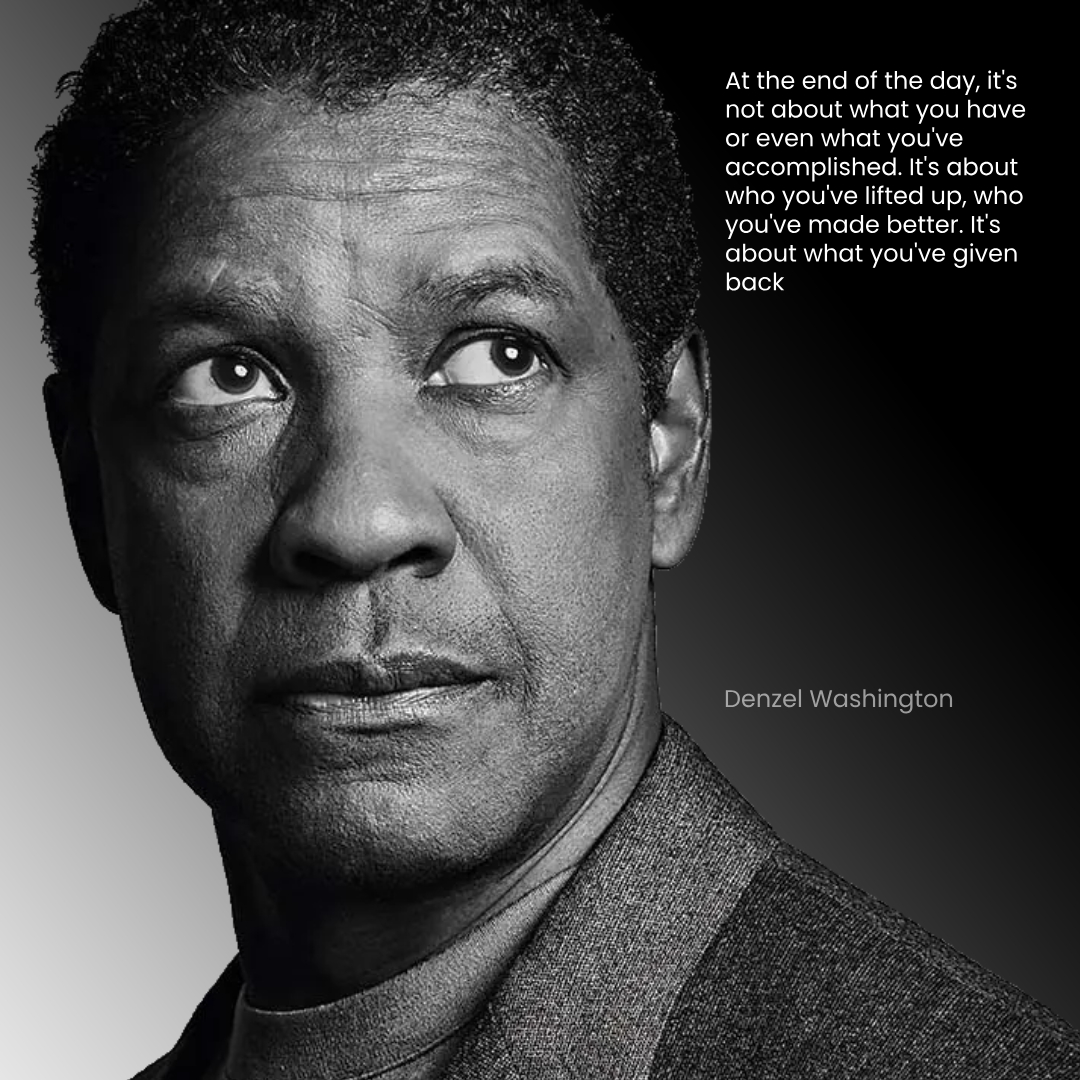 At the end of the day, it's
not about what you have
or even what you've
accomplished. It's about
who you've lifted up, who
you've made better. It's
about what you've given
back
Denzel Washington